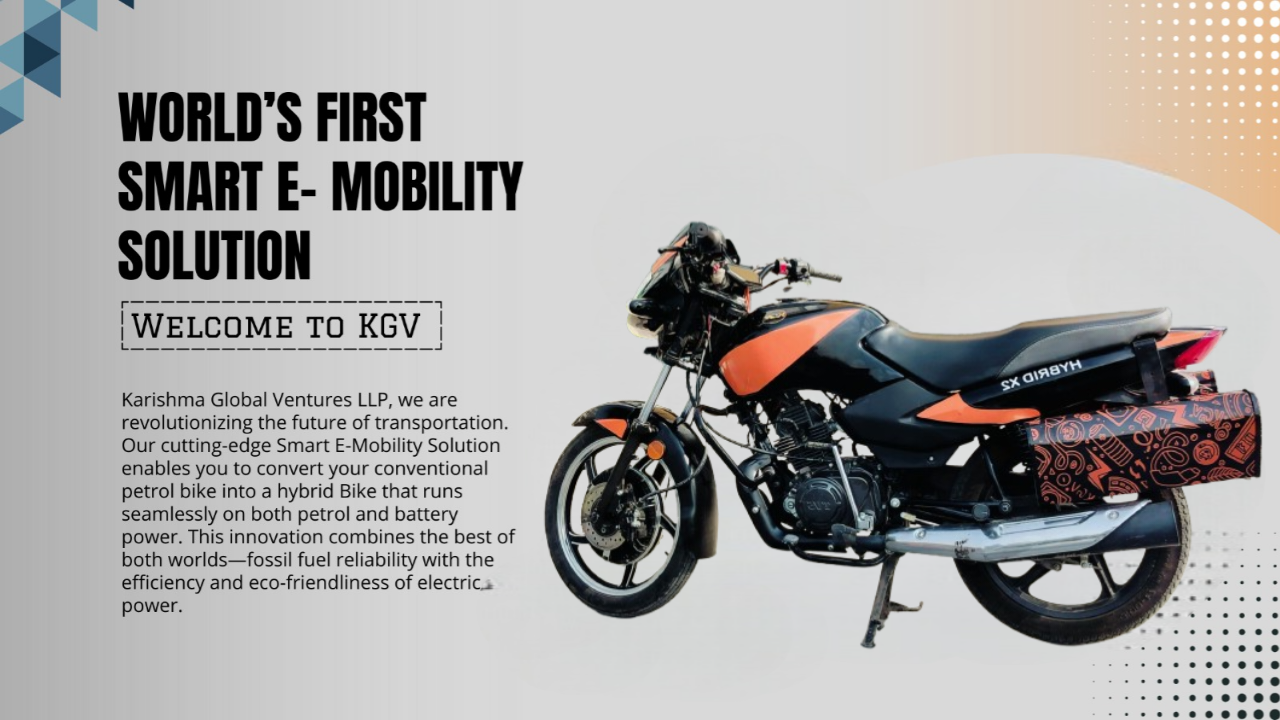 WORLD’S FIRST
SMART E- MOBILITY
SOLUTION
WELCOME TO KGV
Karishma Global Ventures LLP, we are
revolutionizing the future of transportation.
Our cutting-edge Smart E-Mobility Solution
enables you to convert your conventional
petrol bike into a hybrid Bike that runs
seamlessly on both petrol and battery
power. This innovation combines the best of
both worlds—fossil fuel reliability with the
efficiency and eco-friendliness of electric
power.
HYBRID X2